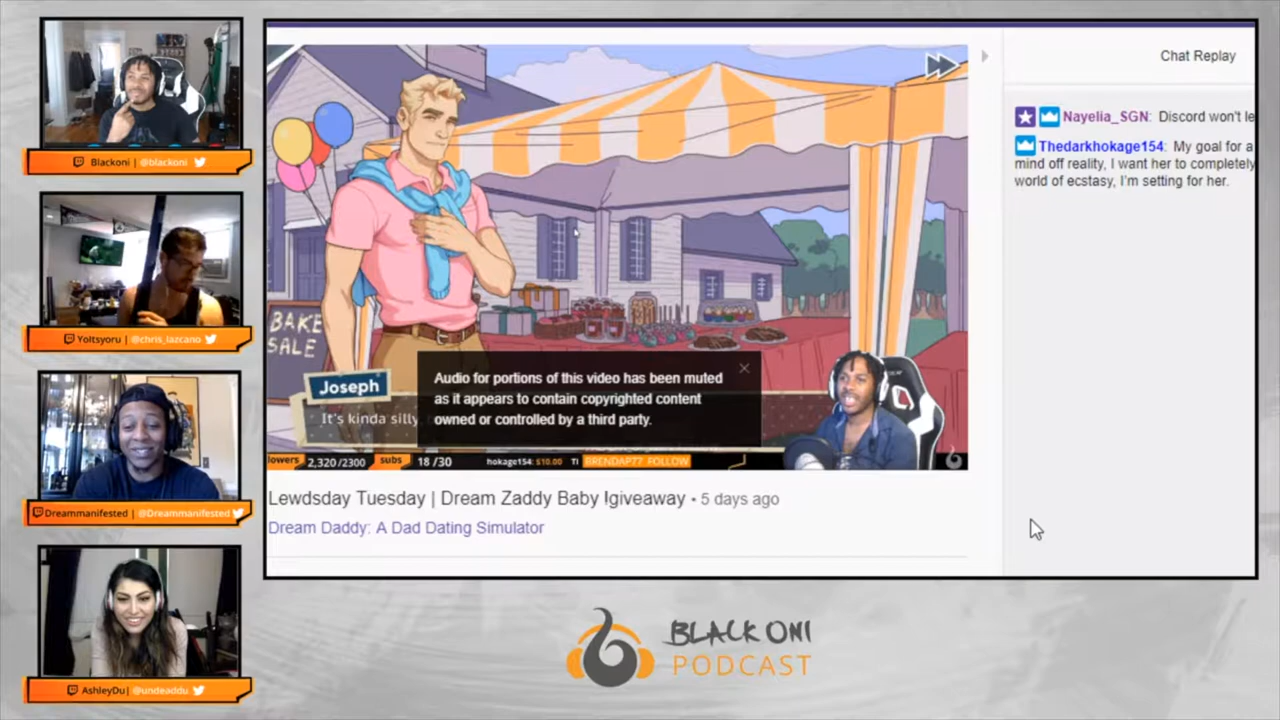 Blackoni | @blackoni
Yoitsyoru | @chris_lazcano
Dreammanifested | @Dreammanifested
AshleyDu| @undeaddu
BAKE
SALE
Joseph
It's kinda silly
Audio for portions of this video has been muted
as it appears to contain copyrighted content
owned or controlled by a third party.
lowers 2,320/2300 subs 18/30 hokage154: $10.00 Ti BRENDAP77_FOLLOW
Lewdsday Tuesday | Dream Zaddy Baby !giveaway • 5 days ago
Dream Daddy: A Dad Dating Simulator
Chat Replay
Nayelia_SGN: Discord won't le
Thedarkhokage154: My goal for a
mind off reality, I want her to completely
world of ecstasy, I'm setting for her.
BLACK ONI
PODCAST